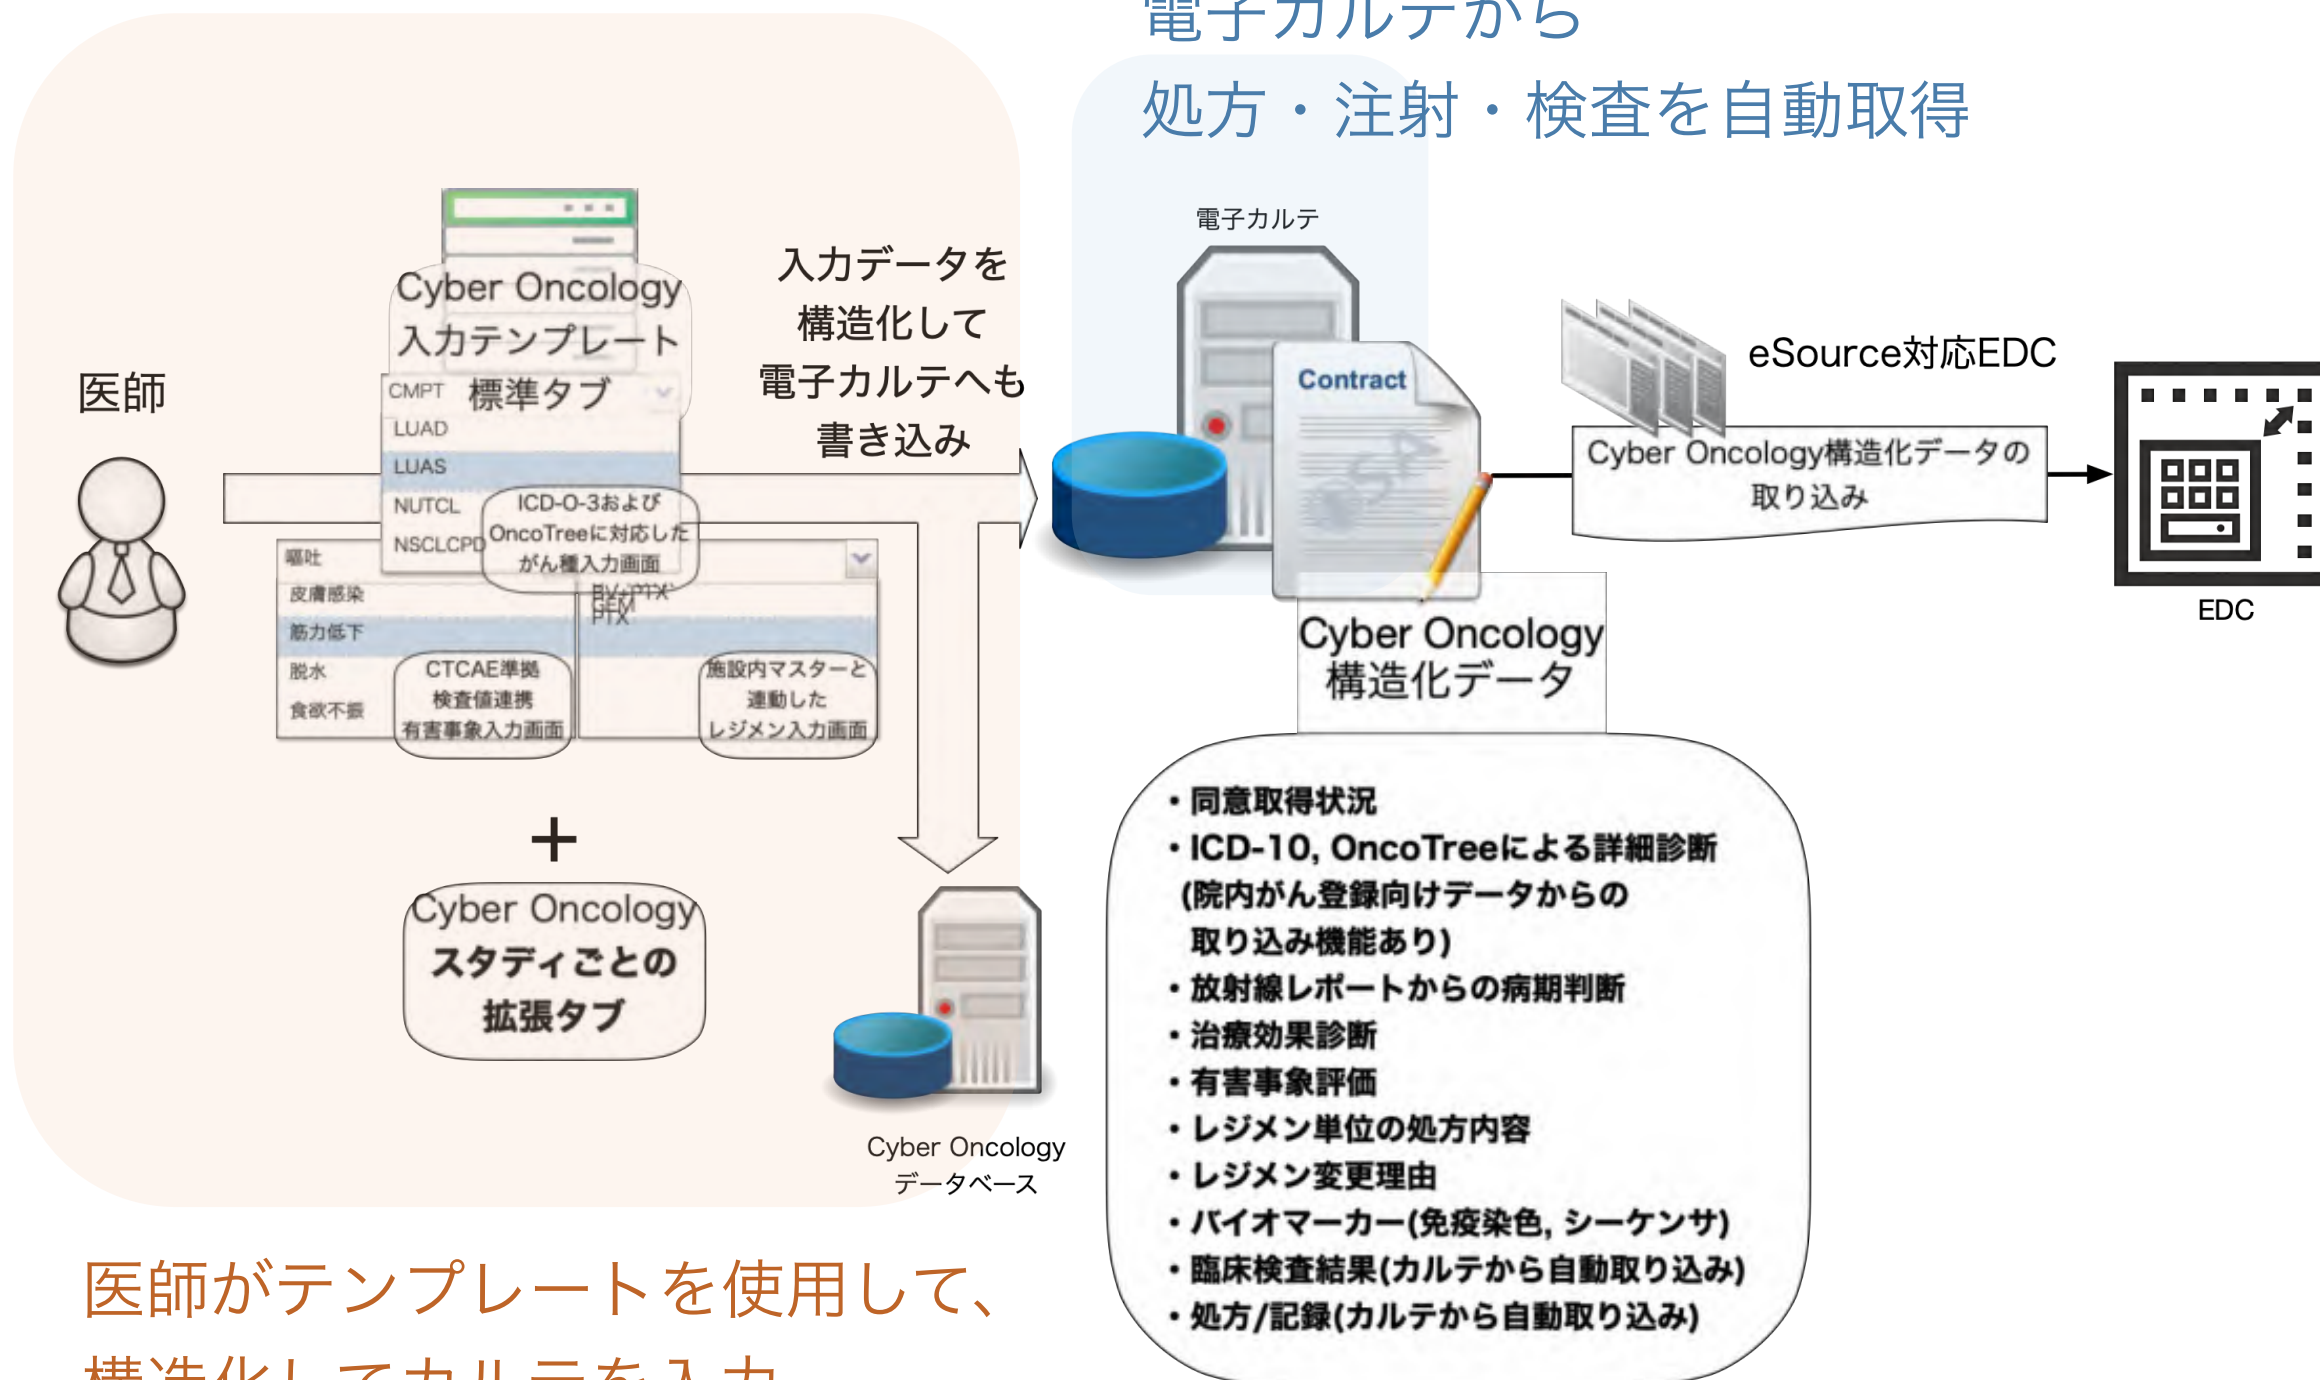 電子カルテから
処方・注射・検査を自動取得
医師
Cyber Oncology
入力テンプレート
標準タブ
CMPT
LUAD
LUAS
NUTCL
NSCLCPD
ICD-O-3および
OncoTreeに対応した
がん種入力画面
嘔吐
皮膚感染
筋力低下
脱水
食欲不振
CTCAE準拠
検査値連携
有害事象入力画面
BV+PTX
GEM
PTX
施設内マスターと
連動した
レジメン入力画面
+
Cyber Oncology
スタディごとの
拡張タブ
入力データを
構造化して
電子カルテへも
書き込み
Cyber Oncology
データベース
電子カルテ
Contract
Cyber Oncology
構造化データ
・同意取得状況
・ICD-10, OncoTreeによる詳細診断
(院内がん登録向けデータからの
取り込み機能あり)
・放射線レポートからの病期判断
・治療効果診断
・有害事象評価
・レジメン単位の処方内容
・レジメン変更理由
・バイオマーカー(免疫染色, シーケンサ)
・臨床検査結果(カルテから自動取り込み)
・処方/記録(カルテから自動取り込み)
eSource対応EDC
Cyber Oncology構造化データの
取り込み
EDC
医師がテンプレートを使用して、
構造化してカルテを入力